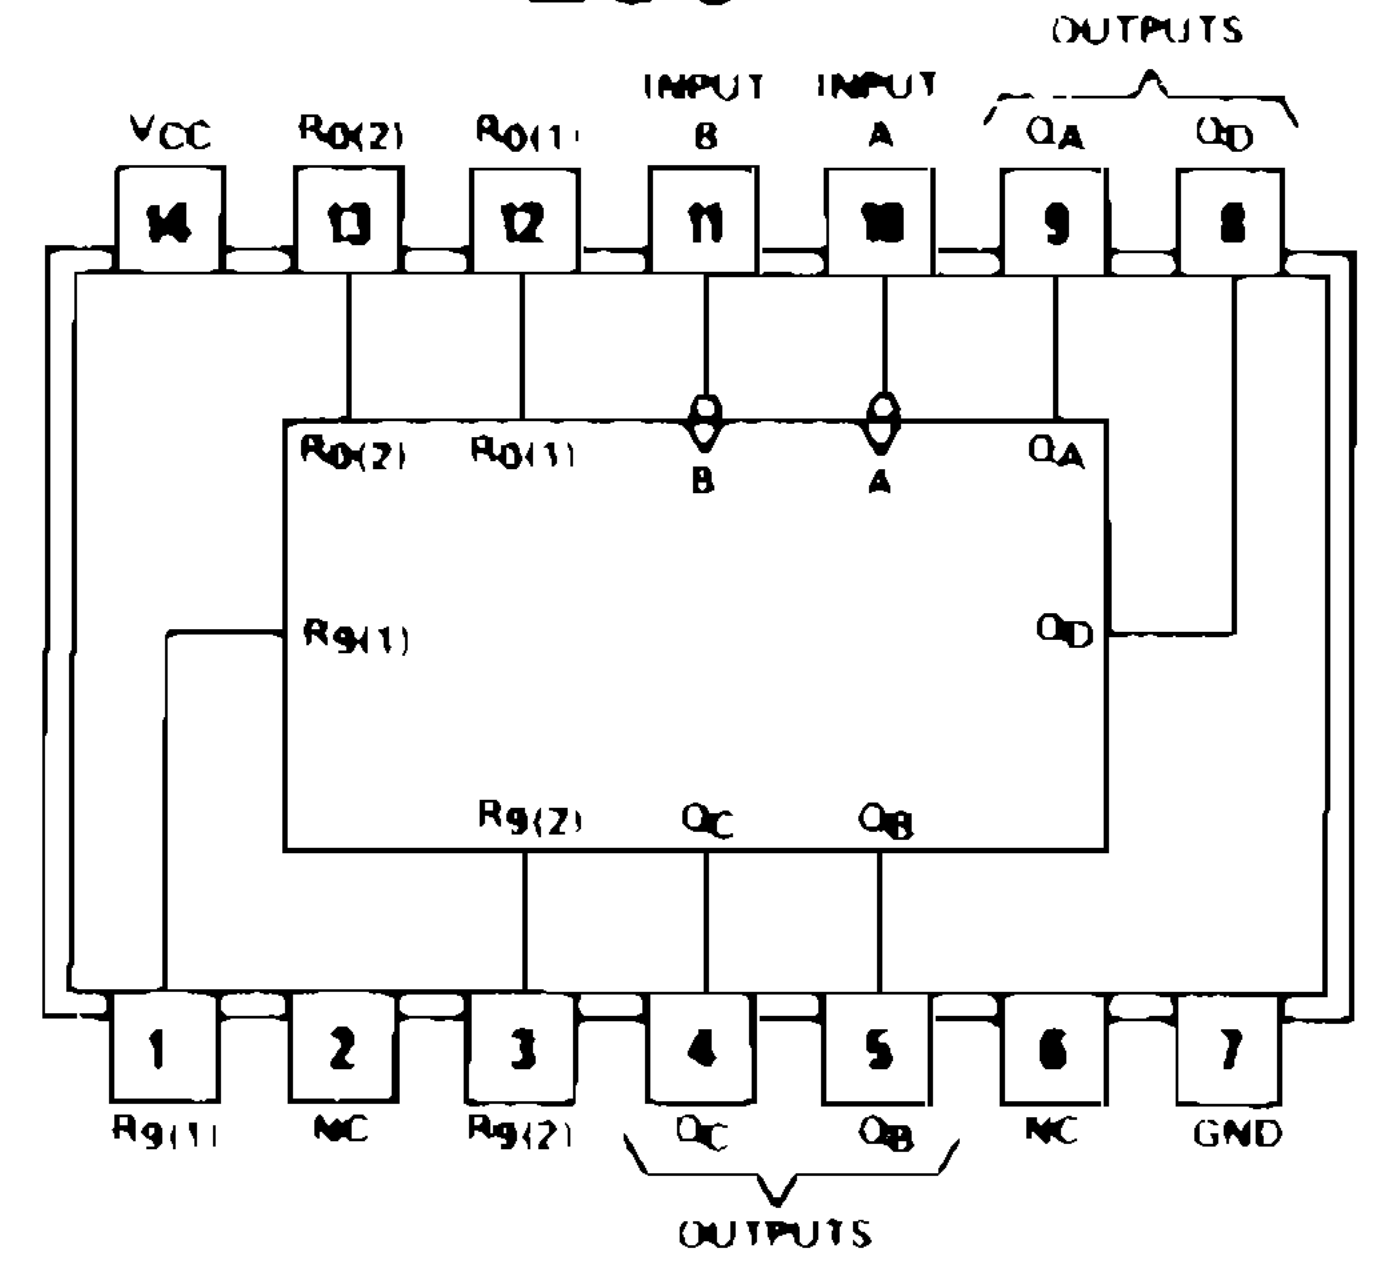 OUTPUTS
INPUT INPUT
VCC R0(2) R0(1) B A QA QD
14 13 12 11 10 9 8
R0(2) R0(1) B A QA
R9(1) QD
R9(2) QC QB
1 2 3 4 5 6 7
R9(1) NC R9(2) QC QB NC GND
OUTPUTS